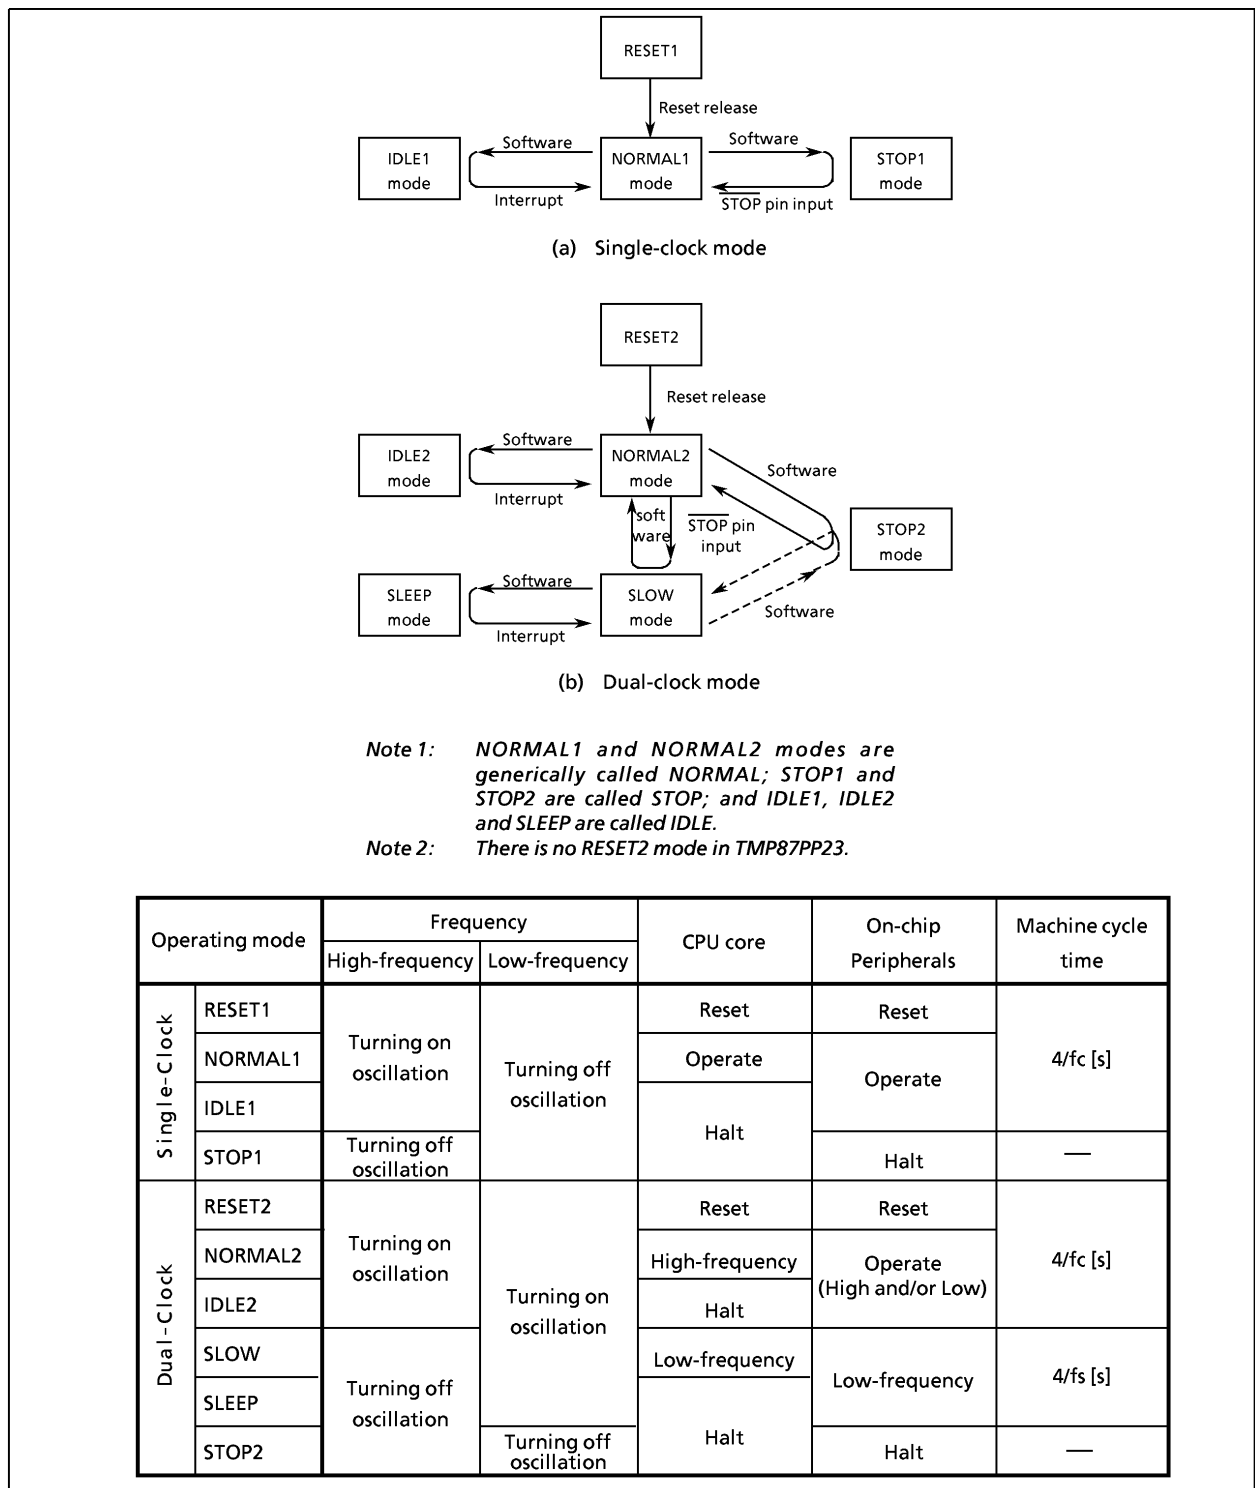 RESET1
Reset release
IDLE1
mode
Software
Interrupt
NORMAL1
mode
Software
STOP pin input
STOP1
mode
(a) Single-clock mode
RESET2
Reset release
IDLE2
mode
Software
Interrupt
NORMAL2
mode
Software
soft
ware
STOP pin
input
STOP2
mode
SLEEP
mode
Software
Interrupt
SLOW
mode
Software
(b) Dual-clock mode
Note 1: NORMAL1 and NORMAL2 modes are
generically called NORMAL; STOP1 and
STOP2 are called STOP; and IDLE1, IDLE2
and SLEEP are called IDLE.
Note 2: There is no RESET2 mode in TMP87PP23.
Operating mode
Frequency
High-frequency
Low-frequency
CPU core
On-chip
Peripherals
Machine cycle
time
Single-Clock
RESET1
NORMAL1
IDLE1
STOP1
Turning on
oscillation
Turning off
oscillation
Turning off
oscillation
Reset
Operate
Halt
Reset
Operate
Halt
4/fc [s]
—
Dual-Clock
RESET2
NORMAL2
IDLE2
SLOW
SLEEP
STOP2
Turning on
oscillation
Turning off
oscillation
Turning on
oscillation
Turning off
oscillation
Reset
High-frequency
Halt
Low-frequency
Halt
Reset
Operate
(High and/or Low)
Low-frequency
Halt
4/fc [s]
4/fs [s]
—